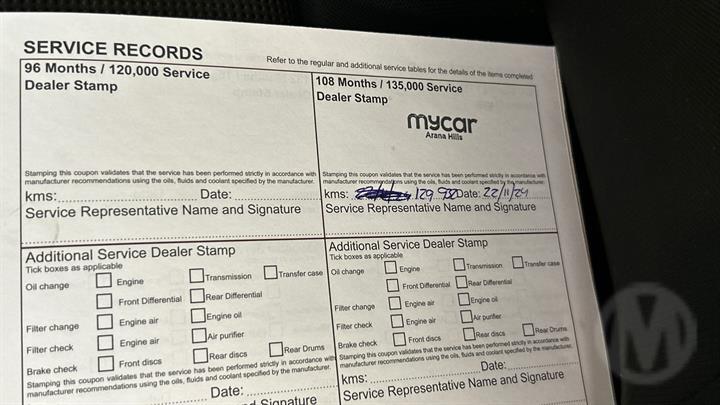 SERVICE RECORDS
Refer to the regular and additional service tables for the details of the items completed
96 Months / 120,000 Service
Dealer Stamp
Stamping this coupon validates that the service has been performed strictly in accordance with
manufacturer recommendations using the oils, fluids and coolant specified by the manufacturer.
kms: Date:
Service Representative Name and Signature
108 Months / 135,000 Service
Dealer Stamp
mycar
Arana Hills
Stamping this coupon validates that the service has been performed strictly in accordance with
manufacturer recommendations using the oils, fluids and coolant specified by the manufacturer.
kms: 129 932 Date: 22/11/24
Service Representative Name and Signature
Additional Service Dealer Stamp
Tick boxes as applicable
Oil change Engine Transmission Transfer case
Front Differential Rear Differential
Filter change Engine air Engine oil
Filter check Engine air Air purifier
Brake check Front discs Rear discs Rear Drums
Stamping this coupon validates that the service has been performed strictly in accordance with
manufacturer recommendations using the oils, fluids and coolant specified by the manufacturer.
Date:
Signature
Additional Service Dealer Stamp
Tick boxes as applicable
Oil change Engine Transmission Transfer case
Front Differential Rear Differential
Filter change Engine air Engine oil
Filter check Engine air Air purifier
Brake check Front discs Rear discs Rear Drums
Stamping this coupon validates that the service has been performed strictly in accordance with
manufacturer recommendations using the oils, fluids and coolant specified by the manufacturer.
kms: Date:
Service Representative Name and Signature
M